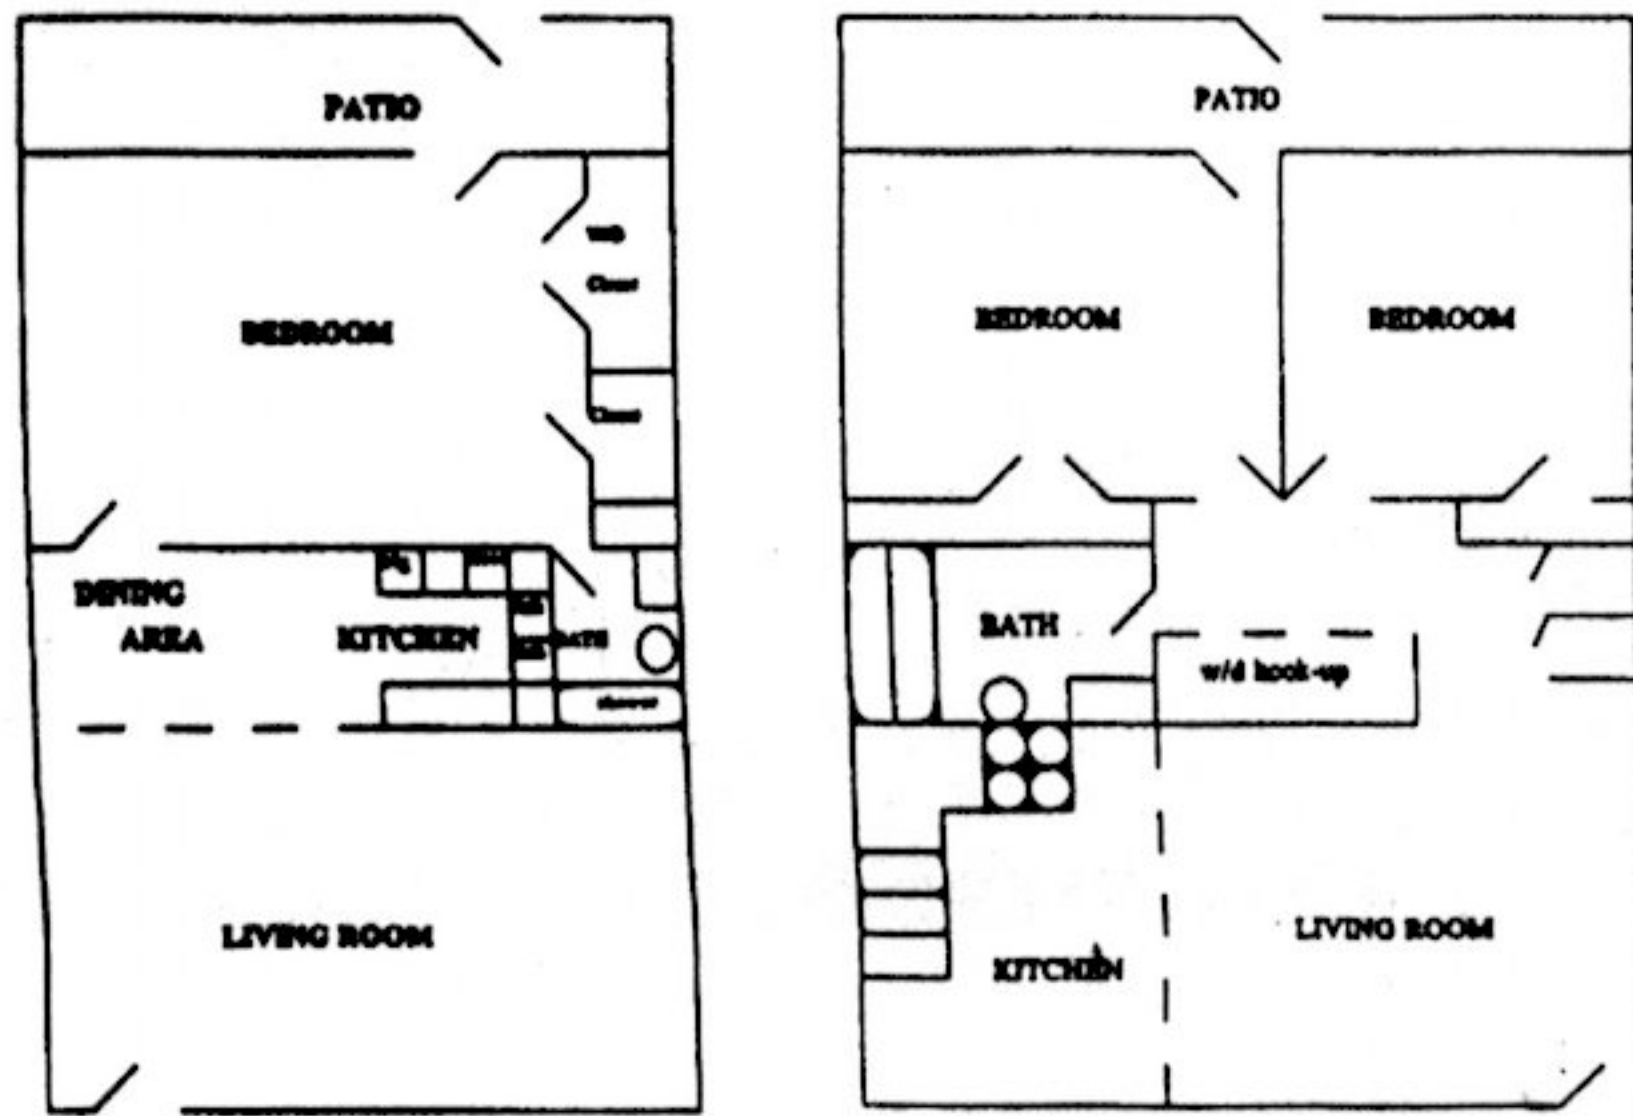 PATIO
BEDROOM
Closet
Closet
DINING
AREA
KITCHEN
BATH
shower
LIVING ROOM
PATIO
BEDROOM
BEDROOM
BATH
w/d hook-up
KITCHEN
LIVING ROOM